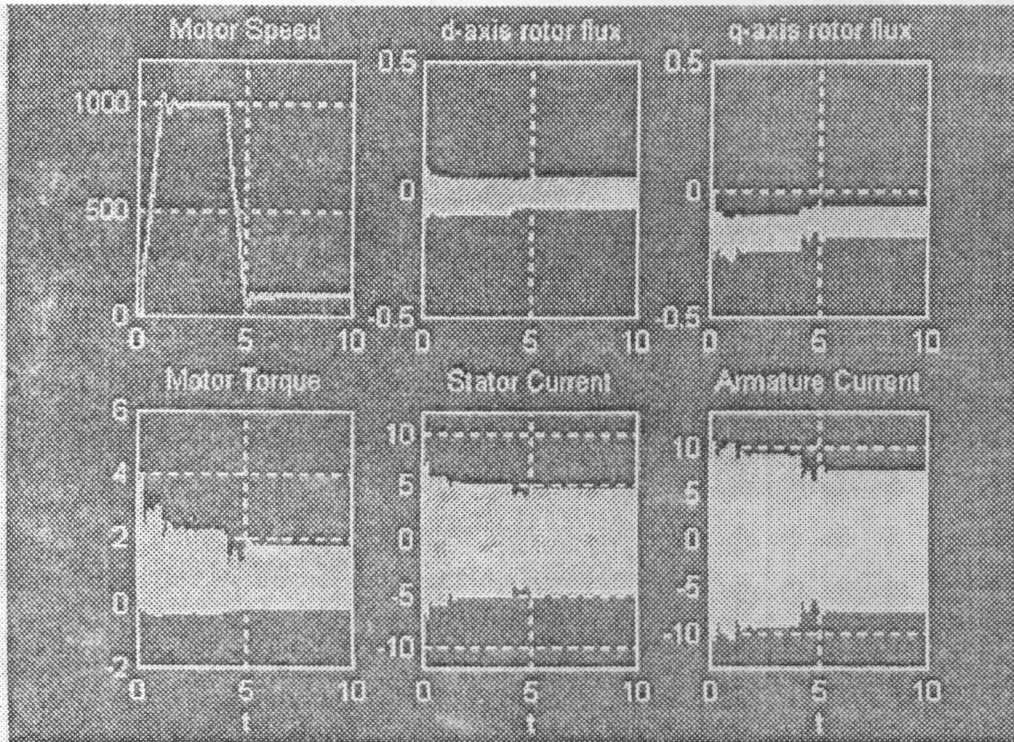 Motor Speed d-axis rotor flux q-axis rotor flux
0.5 0.5
1000
0 0
500
0 -0.5 -0.5
0 5 10 0 5 10 0 5 10
Motor Torque Stator Current Armature Current
6
10 10
4
5 5
2 0 0
0 -5 -5
-10 -10
-2
0 5 10 0 5 10 0 5 10
t t t